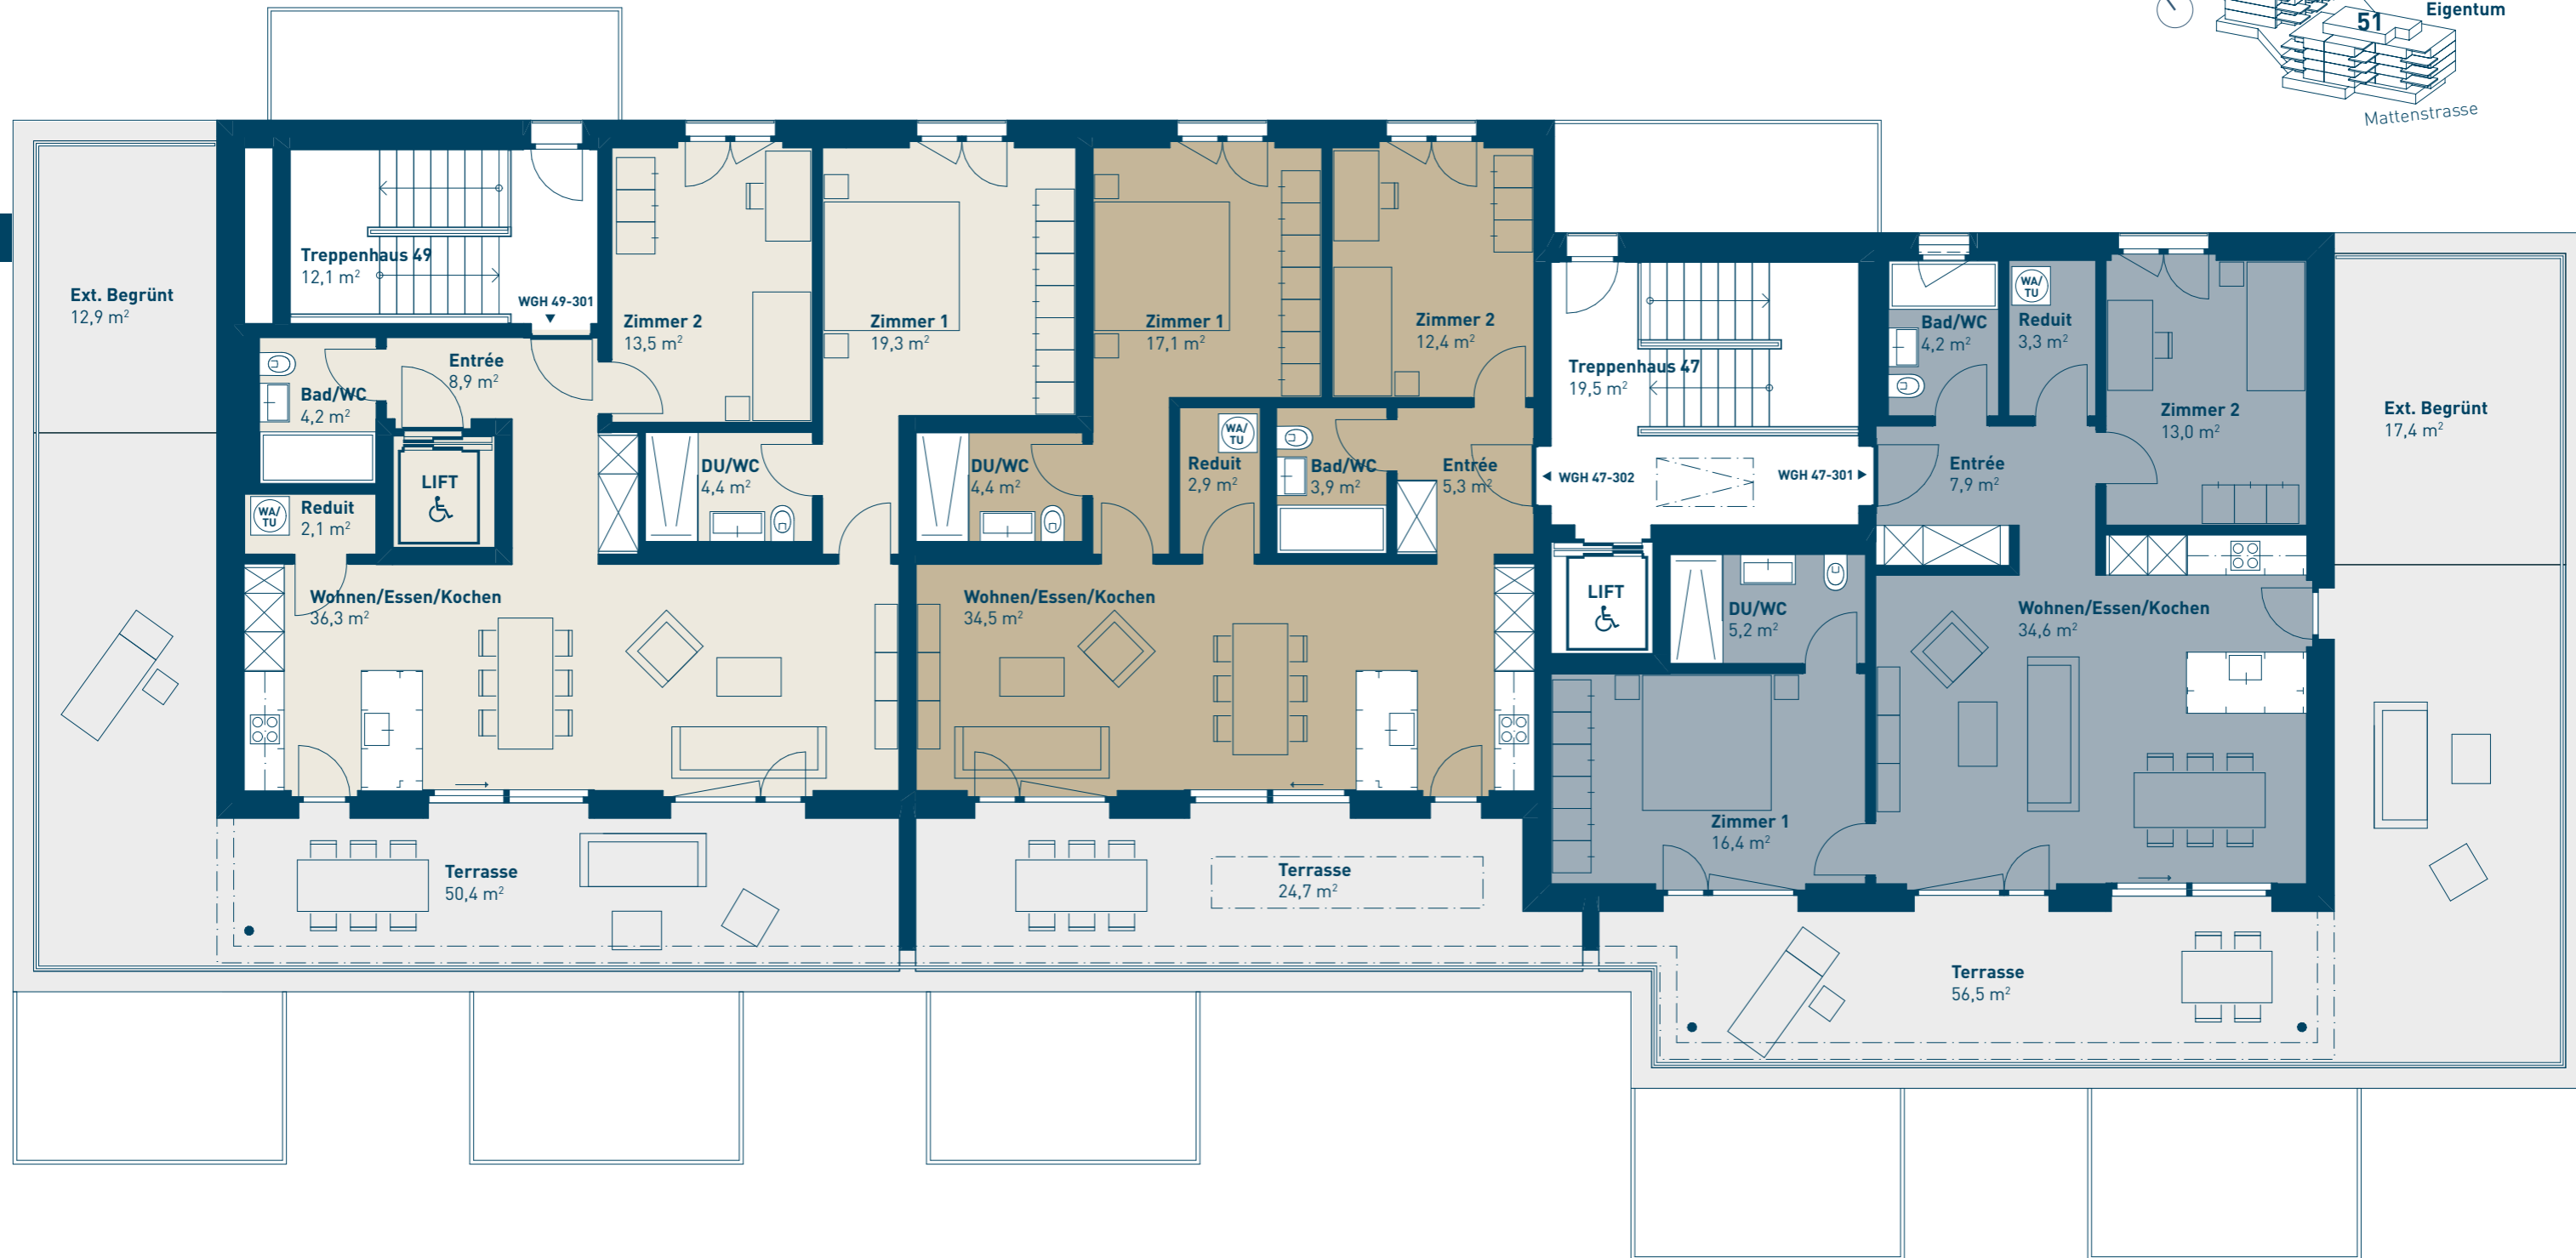 Eigentum
51
Mattenstrasse
Ext. Begrünt
12,9 m²
Treppenhaus 49
12,1 m²
WGH 49-301
Entrée
8,9 m²
Bad/WC
4,2 m²
LIFT
Reduit
2,1 m²
WA/
TU
Zimmer 2
13,5 m²
Zimmer 1
19,3 m²
DU/WC
4,4 m²
Wohnen/Essen/Kochen
36,3 m²
Terrasse
50,4 m²
Zimmer 1
17,1 m²
Zimmer 2
12,4 m²
DU/WC
4,4 m²
WA/
TU
Reduit
2,9 m²
Bad/WC
3,9 m²
Entrée
5,3 m²
Wohnen/Essen/Kochen
34,5 m²
Terrasse
24,7 m²
Treppenhaus 47
19,5 m²
WGH 47-302
WGH 47-301
LIFT
Bad/WC
4,2 m²
WA/
TU
Reduit
3,3 m²
Zimmer 2
13,0 m²
Entrée
7,9 m²
DU/WC
5,2 m²
Wohnen/Essen/Kochen
34,6 m²
Zimmer 1
16,4 m²
Terrasse
56,5 m²
Ext. Begrünt
17,4 m²